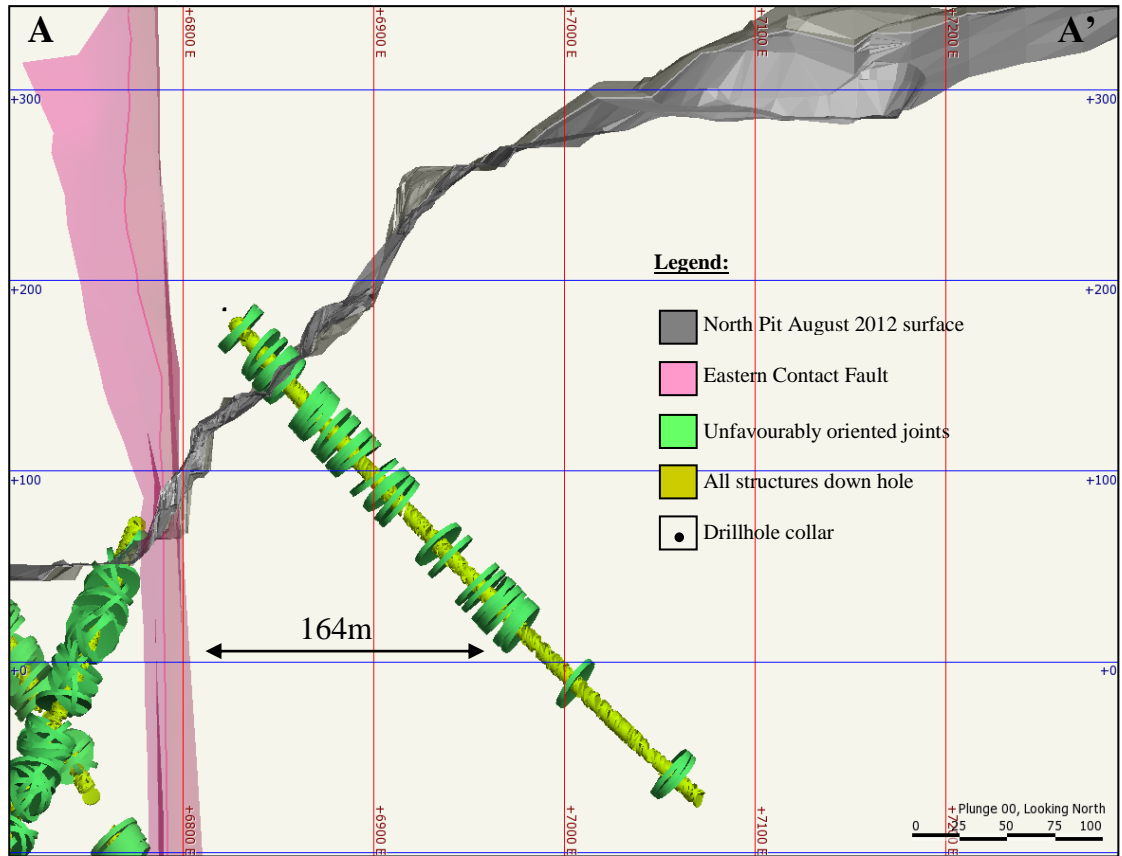 A
A'
+6800 E
+6900 E
+7000 E
+7100 E
+7200 E
+300
+300
+200
+200
Legend:
North Pit August 2012 surface
Eastern Contact Fault
Unfavourably oriented joints
All structures down hole
Drillhole collar
+100
+100
164m
+0
+0
Plunge 00, Looking North
0 25 50 75 100
+6800 E
+6900 E
+7000 E
+7100 E
+7200 E